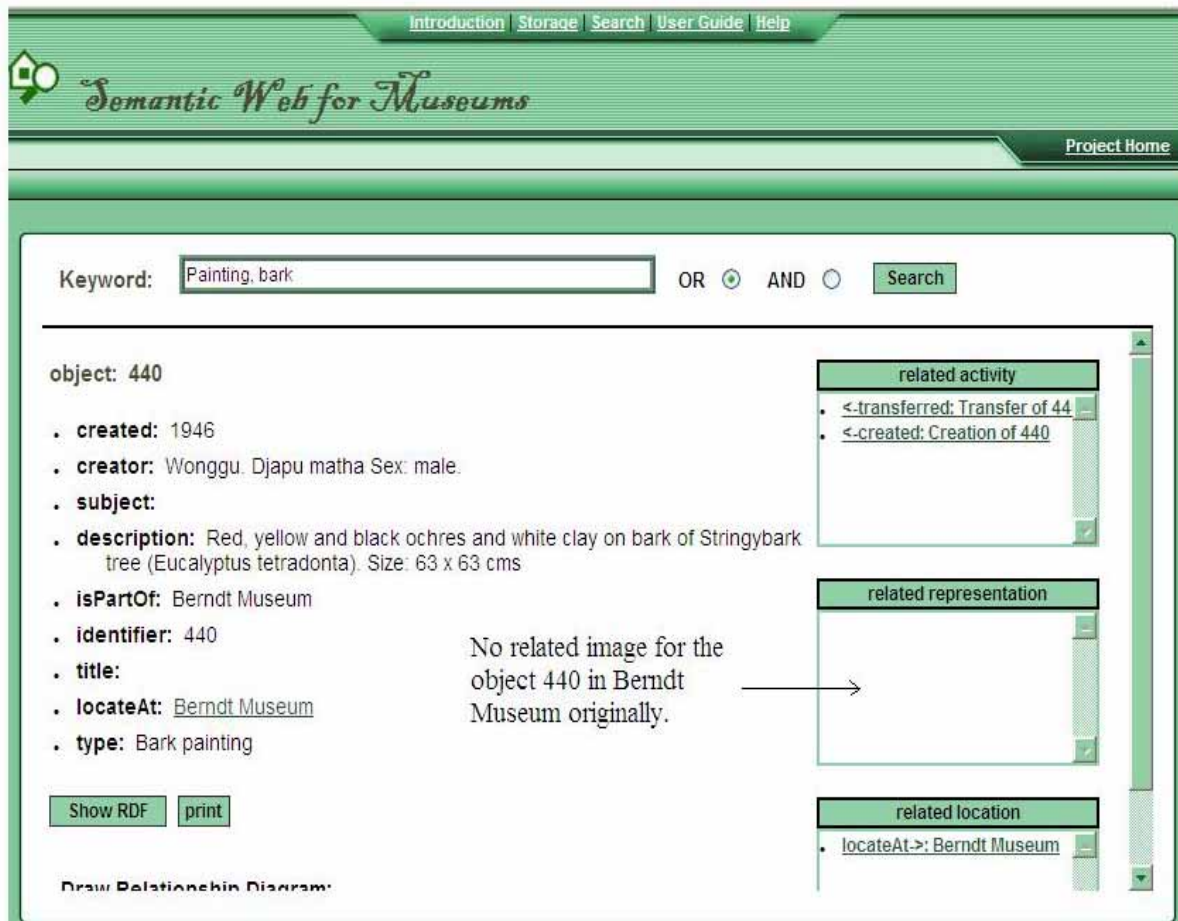 Introduction | Storage | Search | User Guide | Help
Semantic Web for Museums
Project Home
Keyword: Painting, bark OR AND Search
object: 440
. created: 1946
. creator: Wonggu. Djapu matha Sex: male.
. subject:
. description: Red, yellow and black ochres and white clay on bark of Stringybark
tree (Eucalyptus tetradonta). Size: 63 x 63 cms
. isPartOf: Berndt Museum
. identifier: 440
. title:
. locateAt: Berndt Museum
. type: Bark painting
Show RDF print
Draw Relationship Diagram:
related activity
. <-transferred: Transfer of 44
. <-created: Creation of 440
related representation
No related image for the
object 440 in Berndt
Museum originally.
related location
. locateAt->: Berndt Museum